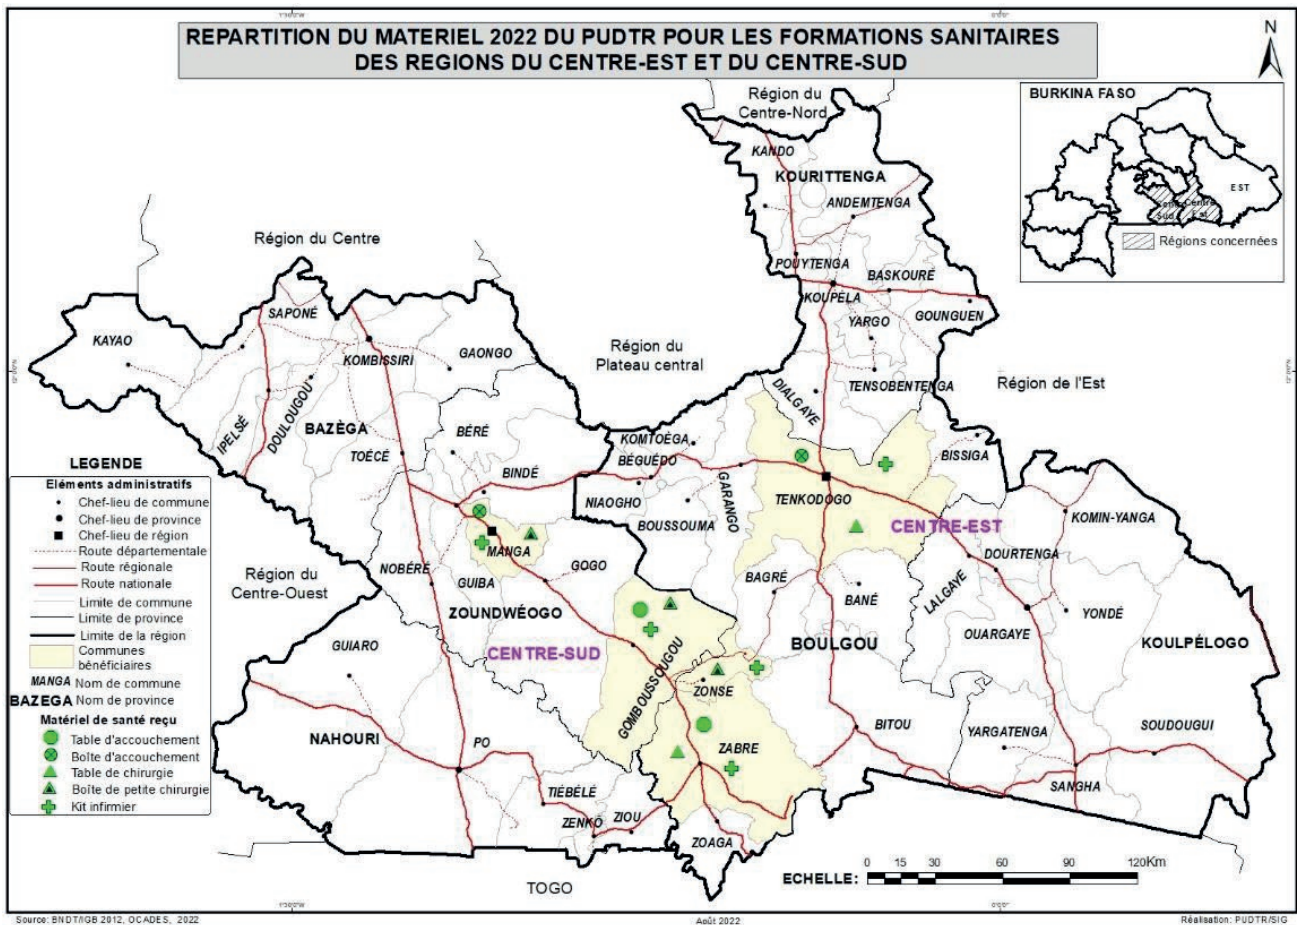 REPARTITION DU MATERIEL 2022 DU PUDTR POUR LES FORMATIONS SANITAIRES
DES REGIONS DU CENTRE-EST ET DU CENTRE-SUD
N
BURKINA FASO
EST
Centre
Sud
Centre
Est
Régions concernées
Région du
Centre-Nord
KANDO
KOURITTENGA
ANDEMTENGA
POUYTENGA
BASKOURÉ
KOUPÉLA
GOUNGUEN
YARGO
TENSOBENTENGA
DIALGAYE
Région du Centre
SAPONÉ
KAYAO
KOMBISSIRI
GAONGO
Région du
Plateau central
Région de l'Est
IPELSÉ
DOULOUGOU
BAZÈGA
TOÉCÉ
BÉRÉ
BINDÉ
KOMTOÈGA
BÉGUÉDO
NIAOGHO
BOUSSOUMA
GARANGO
TENKODOGO
BISSIGA
CENTRE-EST
KOMIN-YANGA
DOURTENGA
LALGAYE
YONDÉ
OUARGAYE
KOULPÉLOGO
MANGA
GOGO
NOBÉRÉ
GUIBA
ZOUNDWÉOGO
BAGRÉ
BANÉ
BOULGOU
Région du
Centre-Ouest
GUIARO
CENTRE-SUD
GOMBOUSSOUGOU
ZONSE
ZABRE
BITOU
YARGATENGA
SOUDOUGUI
SANGHA
NAHOURI
PO
TIÉBÉLÉ
ZENKO
ZIOU
ZOAGA
TOGO
LEGENDE
Eléments administratifs
Chef-lieu de commune
Chef-lieu de province
Chef-lieu de région
Route départementale
Route régionale
Route nationale
Limite de commune
Limite de province
Limite de la région
Communes
bénéficiaires
MANGA Nom de commune
BAZEGA Nom de province
Matériel de santé reçu
Table d'accouchement
Boîte d'accouchement
Table de chirurgie
Boîte de petite chirurgie
Kit infirmier
ECHELLE:
0 15 30 60 90 120Km
Source: BNDT/IGB 2012, OCADES, 2022
Août 2022
Réalisation: PUDTR/SIG